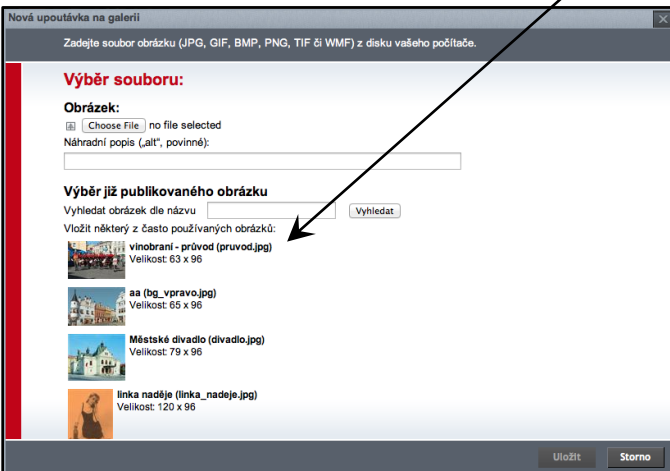 Nová upoutávka na galerii
Zadejte soubor obrázku (JPG, GIF, BMP, PNG, TIF či WMF) z disku vašeho počítače.
Výběr souboru:
Obrázek:
Choose File no file selected
Náhradní popis („alt“, povinné):
Výběr již publikovaného obrázku
Vyhledat obrázek dle názvu Vyhledat
Vložit některý z často používaných obrázků:
vinobraní - průvod (pruvod.jpg)
Velikost: 63 x 96
aa (bg_vpravo.jpg)
Velikost: 65 x 96
Městské divadlo (divadlo.jpg)
Velikost: 79 x 96
linka naděje (linka_nadeje.jpg)
Velikost: 120 x 96
Uložit Storno